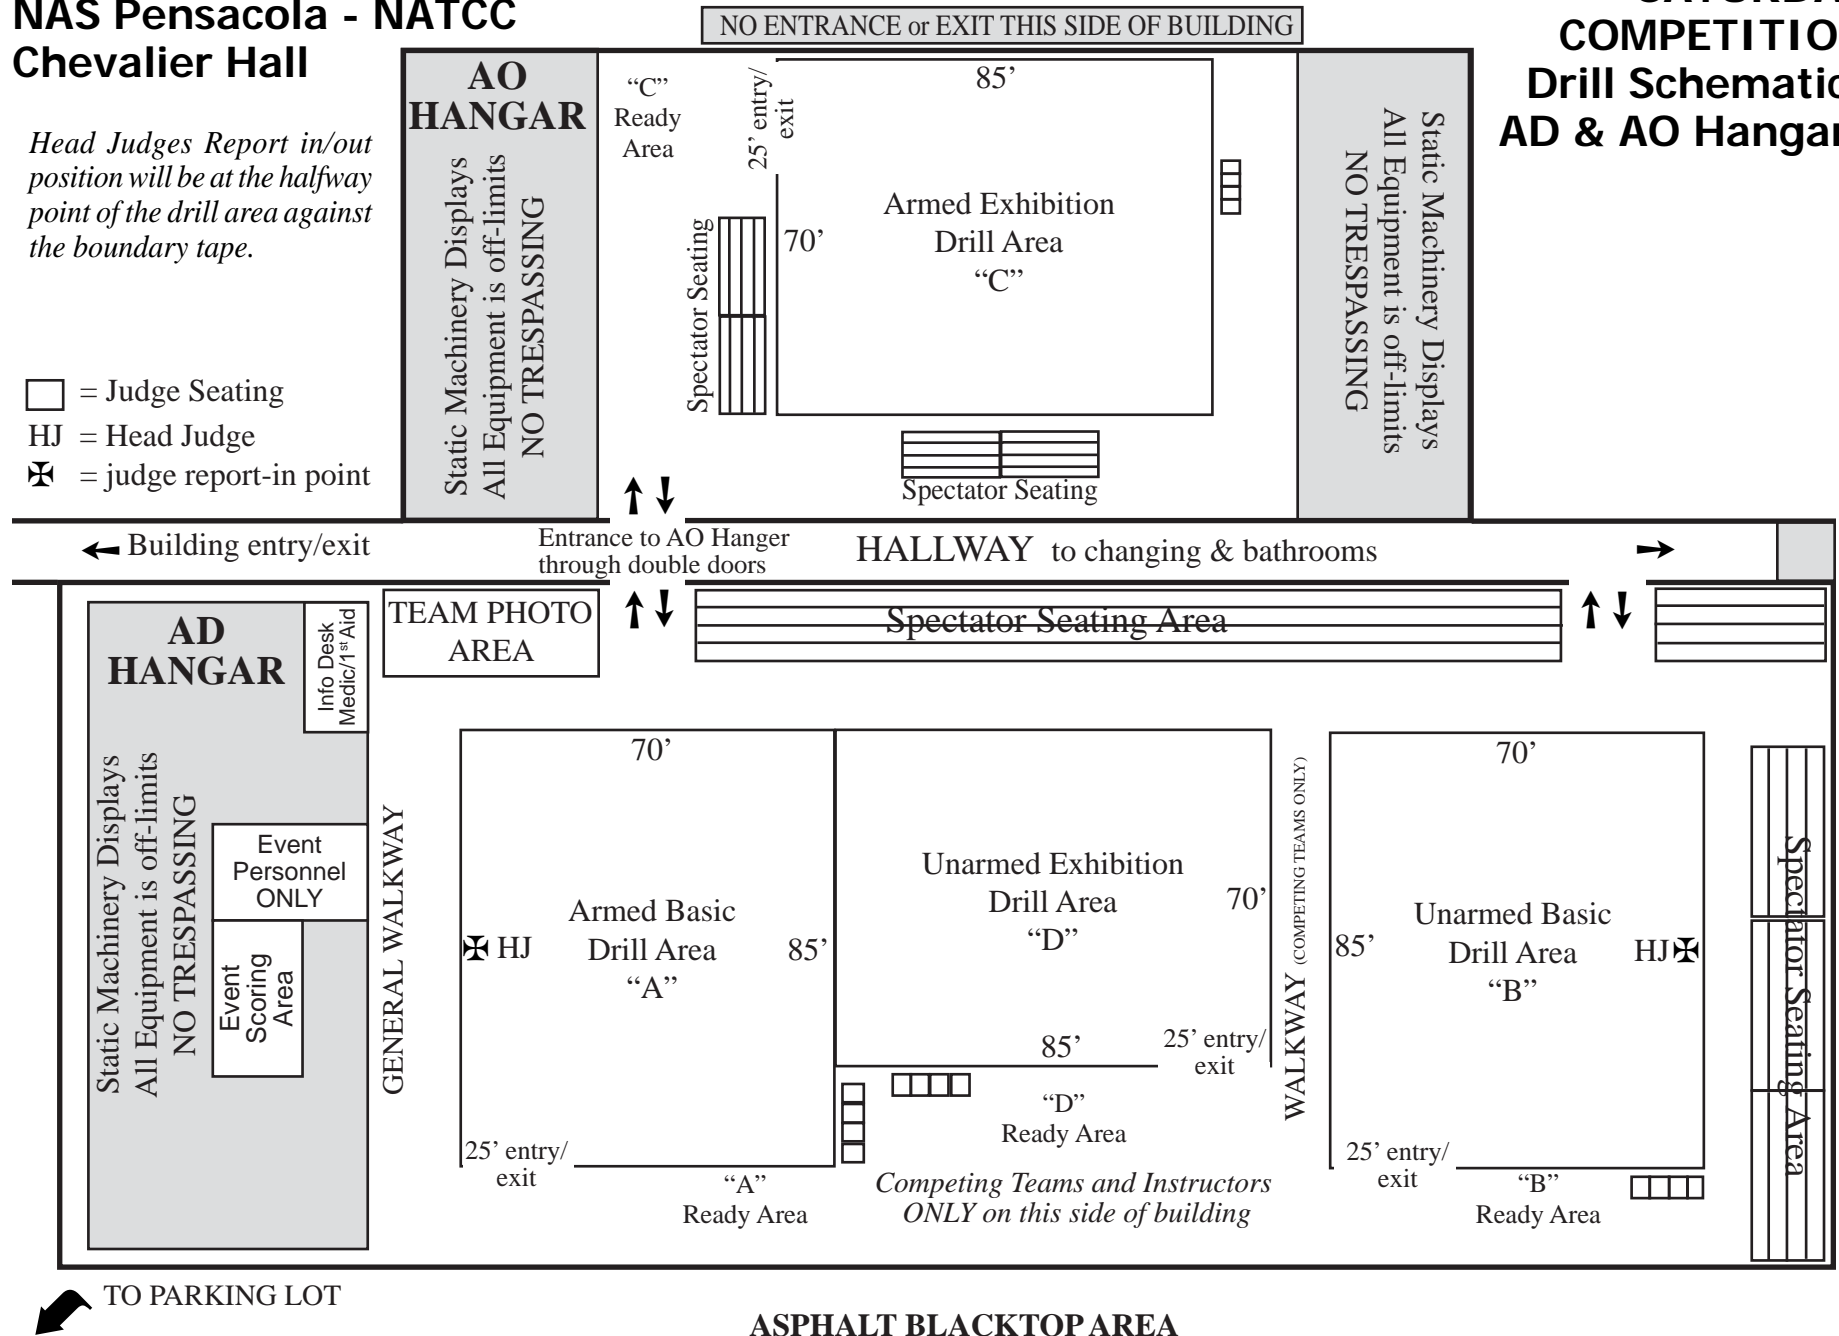 NAS Pensacola - NATCC
Chevalier Hall
Head Judges Report in/out
position will be at the halfway
point of the drill area against
the boundary tape.
= Judge Seating
HJ = Head Judge
✠ = judge report-in point
NO ENTRANCE or EXIT THIS SIDE OF BUILDING
SATURDA
COMPETITIO
Drill Schematic
AD & AO Hangar
AO
HANGAR
Static Machinery Displays
All Equipment is off-limits
NO TRESPASSING
“C”
Ready
Area
25’ entry/
exit
85’
Spectator Seating
70’
Armed Exhibition
Drill Area
“C”
Spectator Seating
Static Machinery Displays
All Equipment is off-limits
NO TRESPASSING
Building entry/exit
Entrance to AO Hanger
through double doors
HALLWAY to changing & bathrooms
AD
HANGAR
Info Desk
Medic/1st Aid
TEAM PHOTO
AREA
Spectator Seating Area
Static Machinery Displays
All Equipment is off-limits
NO TRESPASSING
Event
Personnel
ONLY
Event
Scoring
Area
GENERAL WALKWAY
70’
✠ HJ
Armed Basic
Drill Area
“A”
85’
25’ entry/
exit
“A”
Ready Area
Unarmed Exhibition
Drill Area
“D”
70’
85’
25’ entry/
exit
“D”
Ready Area
Competing Teams and Instructors
ONLY on this side of building
WALKWAY (COMPETING TEAMS ONLY)
70’
85’
Unarmed Basic
Drill Area
“B”
HJ✠
25’ entry/
exit
“B”
Ready Area
Spectator Seating Area
TO PARKING LOT
ASPHALT BLACKTOP AREA